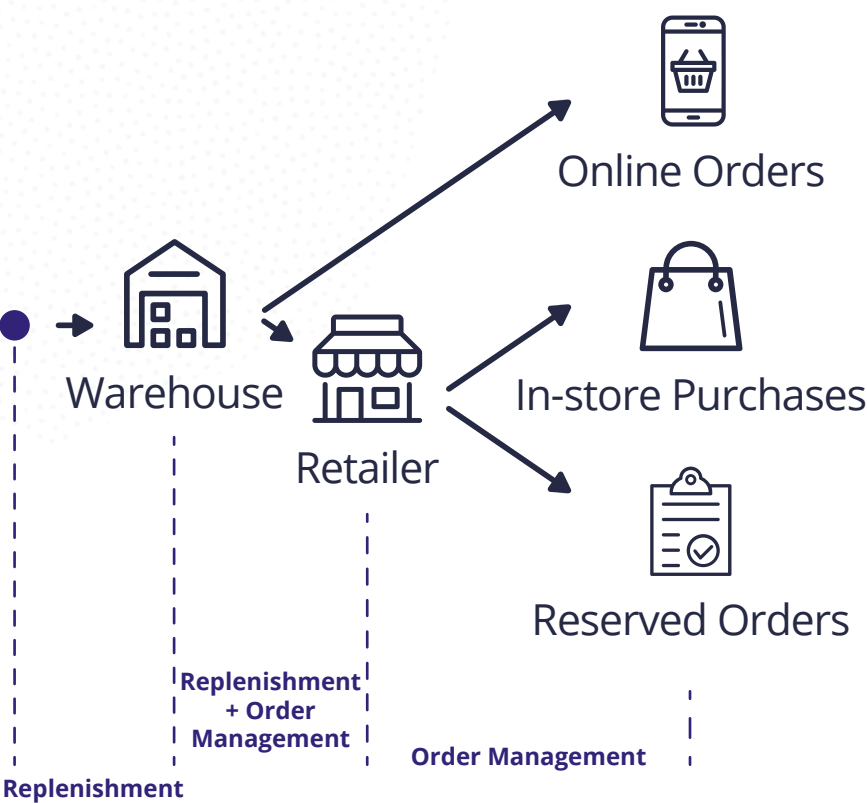 Online Orders
Warehouse
In-store Purchases
Retailer
Reserved Orders
Replenishment
+ Order
Management
Order Management
Replenishment